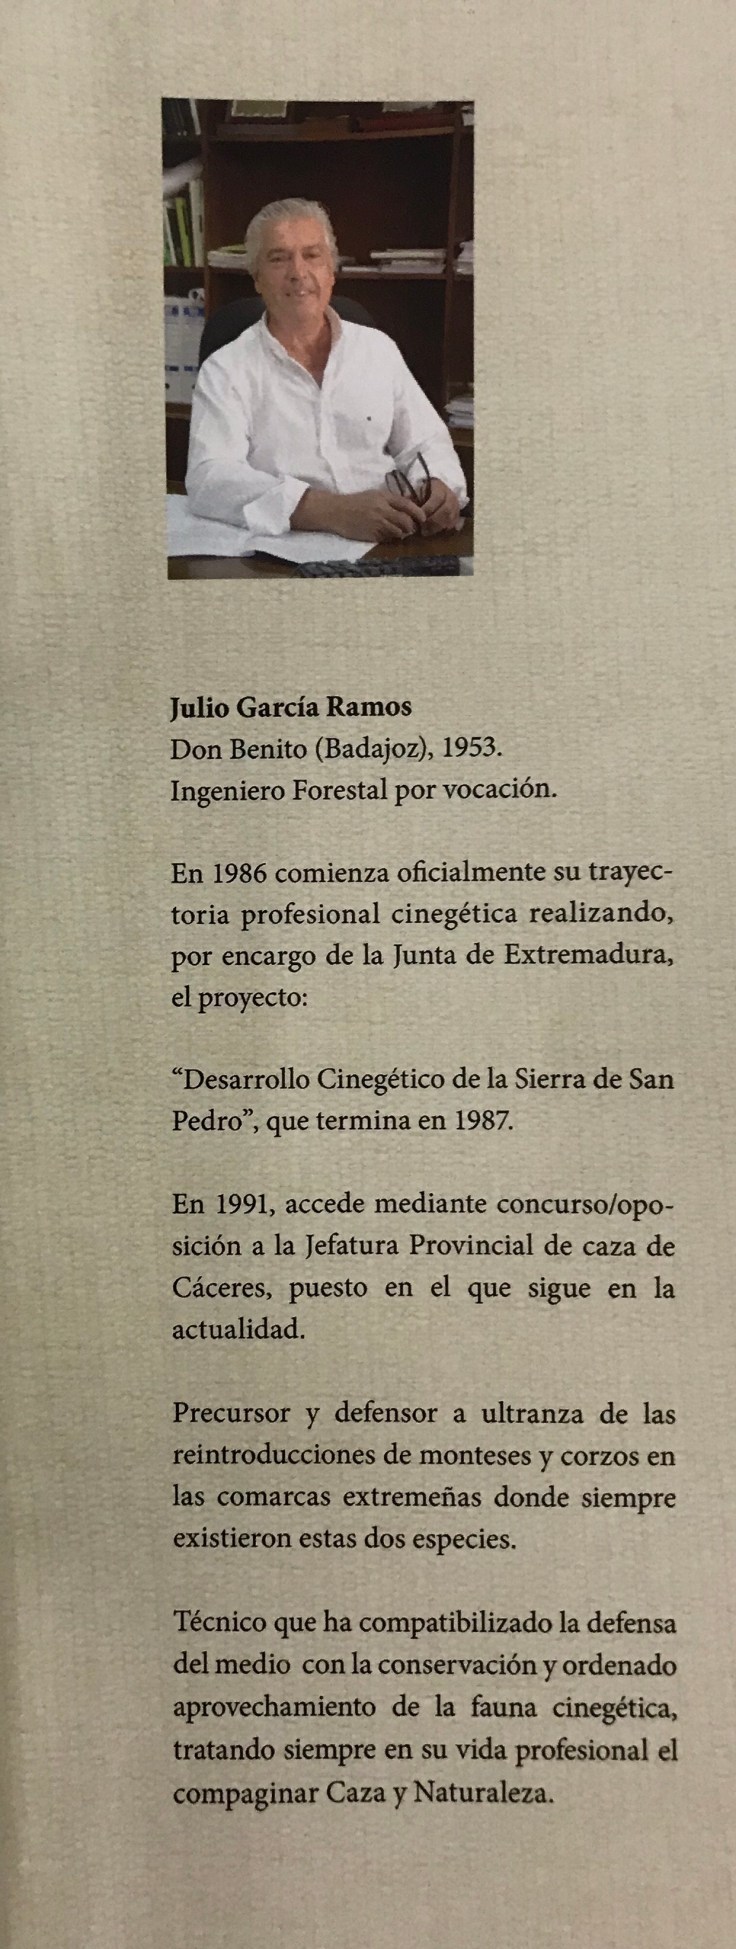 Julio García Ramos
Don Benito (Badajoz), 1953.
Ingeniero Forestal por vocación.
En 1986 comienza oficialmente su trayec-
toria profesional cinegética realizando,
por encargo de la Junta de Extremadura,
el proyecto:
“Desarrollo Cinegético de la Sierra de San
Pedro”, que termina en 1987.
En 1991, accede mediante concurso/opo-
sición a la Jefatura Provincial de caza de
Cáceres, puesto en el que sigue en la
actualidad.
Precursor y defensor a ultranza de las
reintroducciones de monteses y corzos en
las comarcas extremeñas donde siempre
existieron estas dos especies.
Técnico que ha compatibilizado la defensa
del medio con la conservación y ordenado
aprovechamiento de la fauna cinegética,
tratando siempre en su vida profesional el
compaginar Caza y Naturaleza.